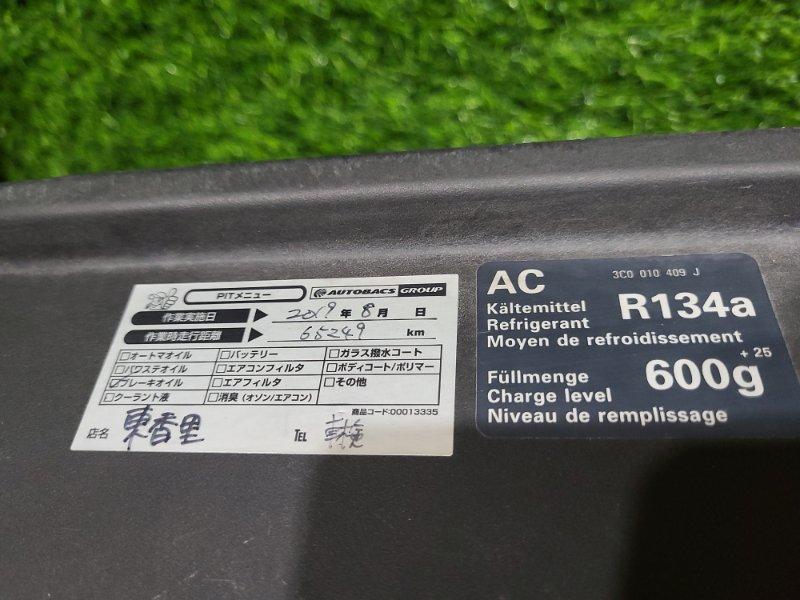 PITメニュー AUTOBACS GROUP
作業実施日 2019年 8月 日
作業時走行距離 65249 km
□オートマオイル □バッテリー □ガラス撥水コート
□パワステオイル □エアコンフィルタ □ボディコート/ポリマー
☑ブレーキオイル □エアフィルタ □その他
□クーラント液 □消臭(オゾン/エアコン)
商品コード:00013335
店名 東香里 TEL 車検
AC 3C0 010 409 J
Kältemittel
Refrigerant R134a
Moyen de refroidissement
Füllmenge
Charge level 600g + 25
Niveau de remplissage